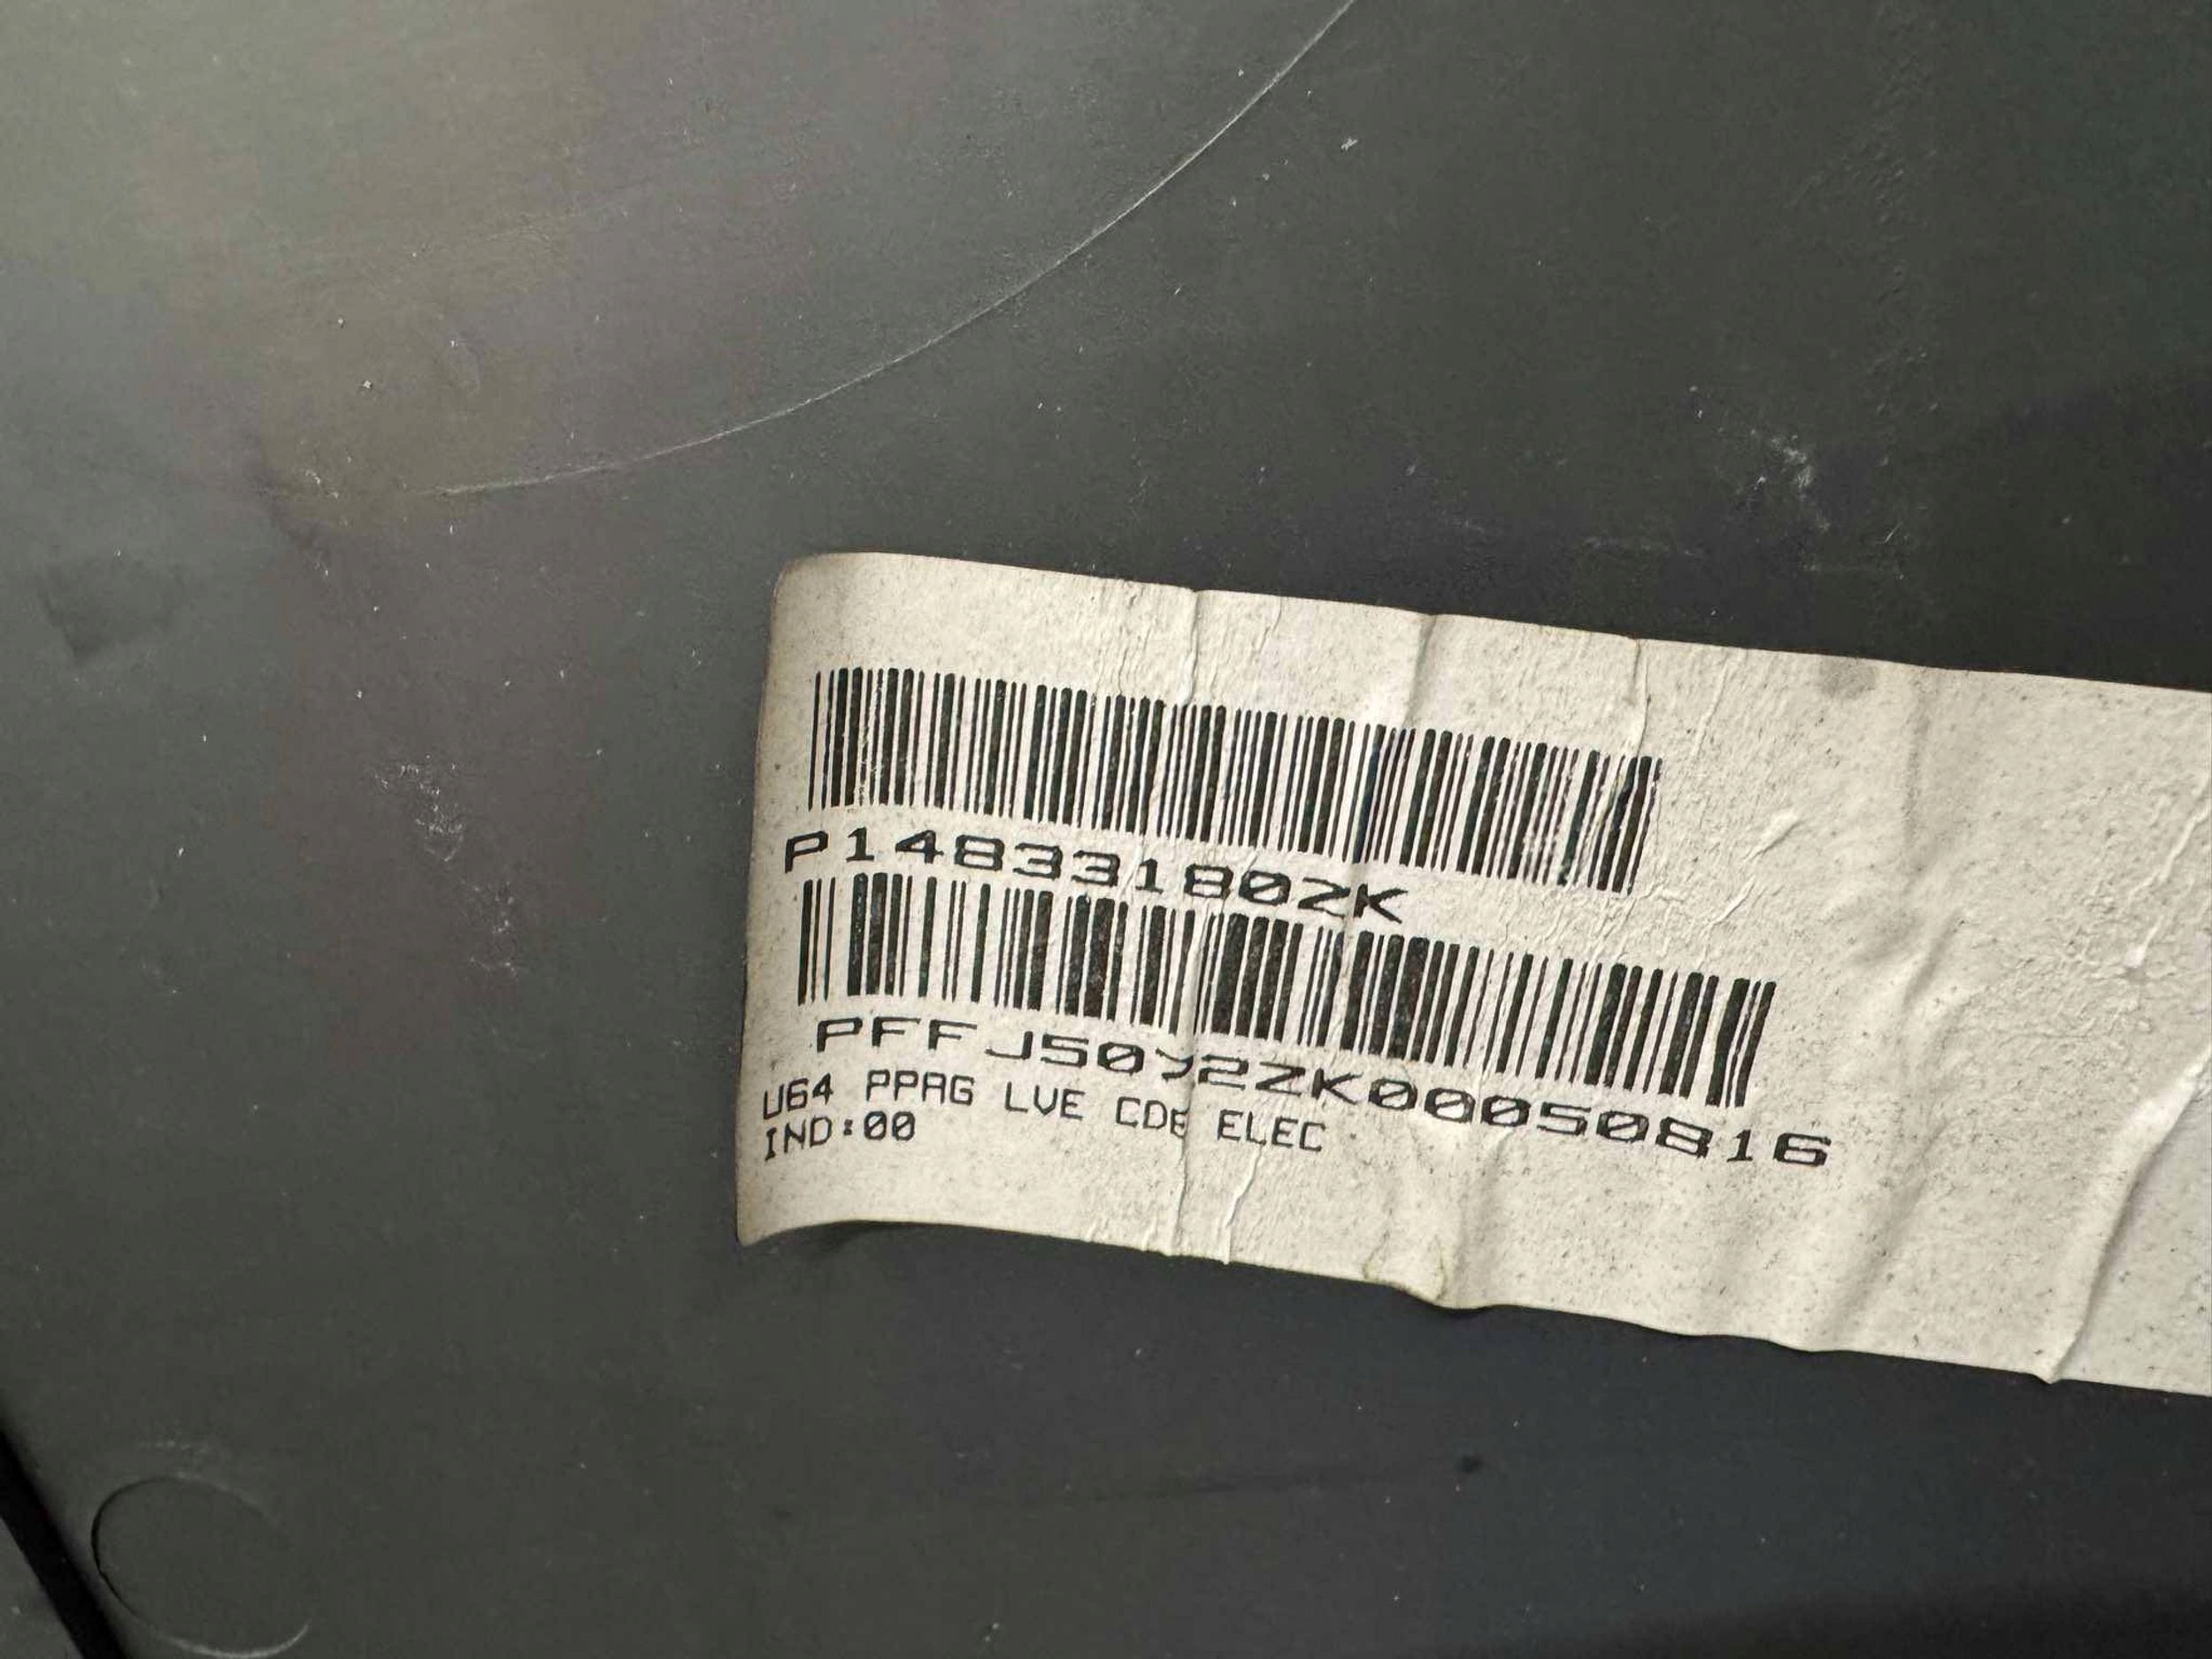 P148331802K
PFFJ5072ZK00050816
U64 PPAG LVE CDE ELEC
IND:00